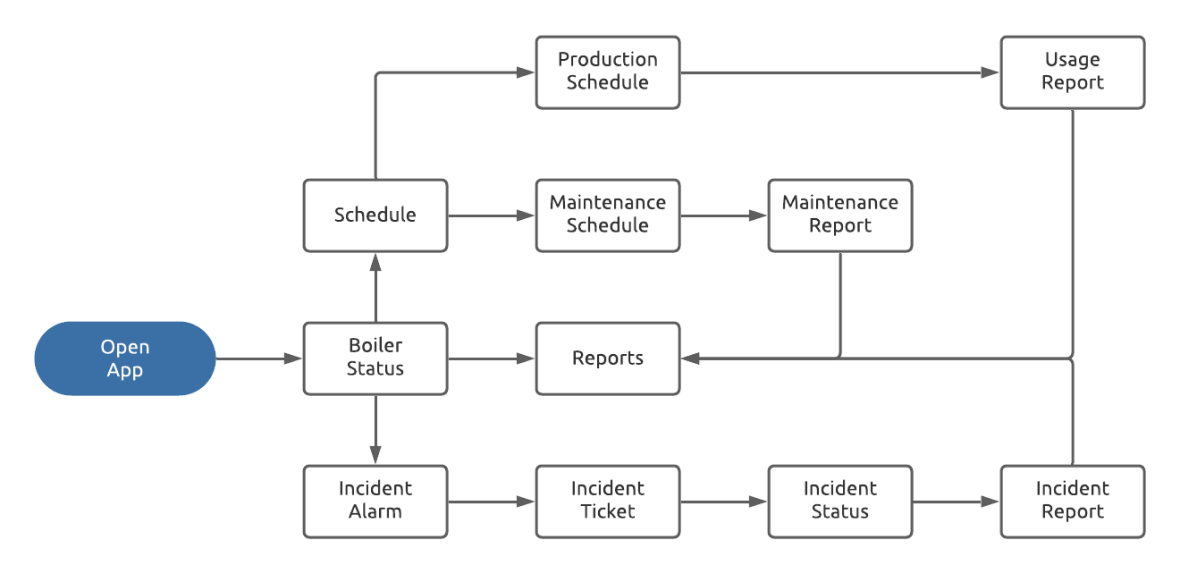 Production
Schedule
Usage
Report
Schedule
Maintenance
Schedule
Maintenance
Report
Open
App
Boiler
Status
Reports
Incident
Alarm
Incident
Ticket
Incident
Status
Incident
Report